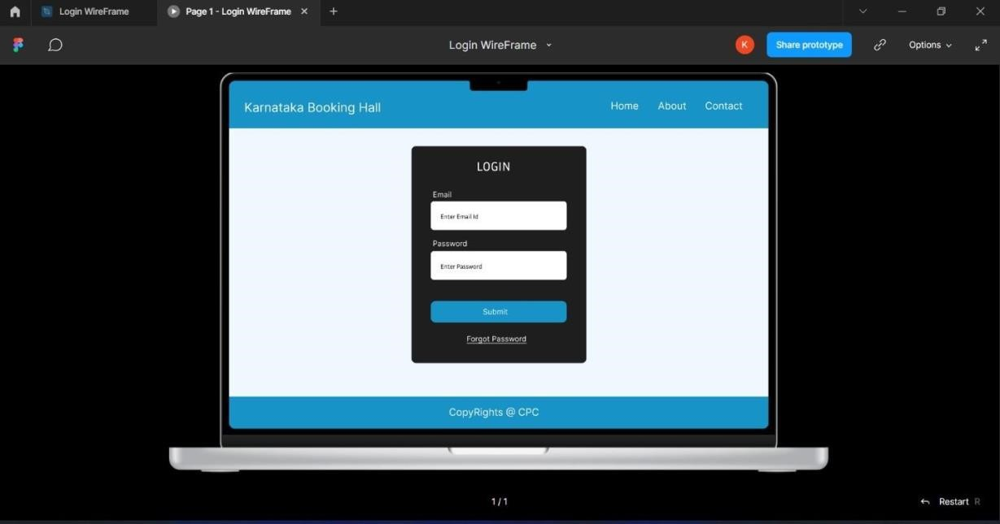 Login WireFrame
Page 1 - Login WireFrame
Login WireFrame
K
Share prototype
Options
Karnataka Booking Hall
Home About Contact
LOGIN
Email
Enter Email Id
Password
Enter Password
Submit
Forgot Password
CopyRights @ CPC
1 / 1
Restart R